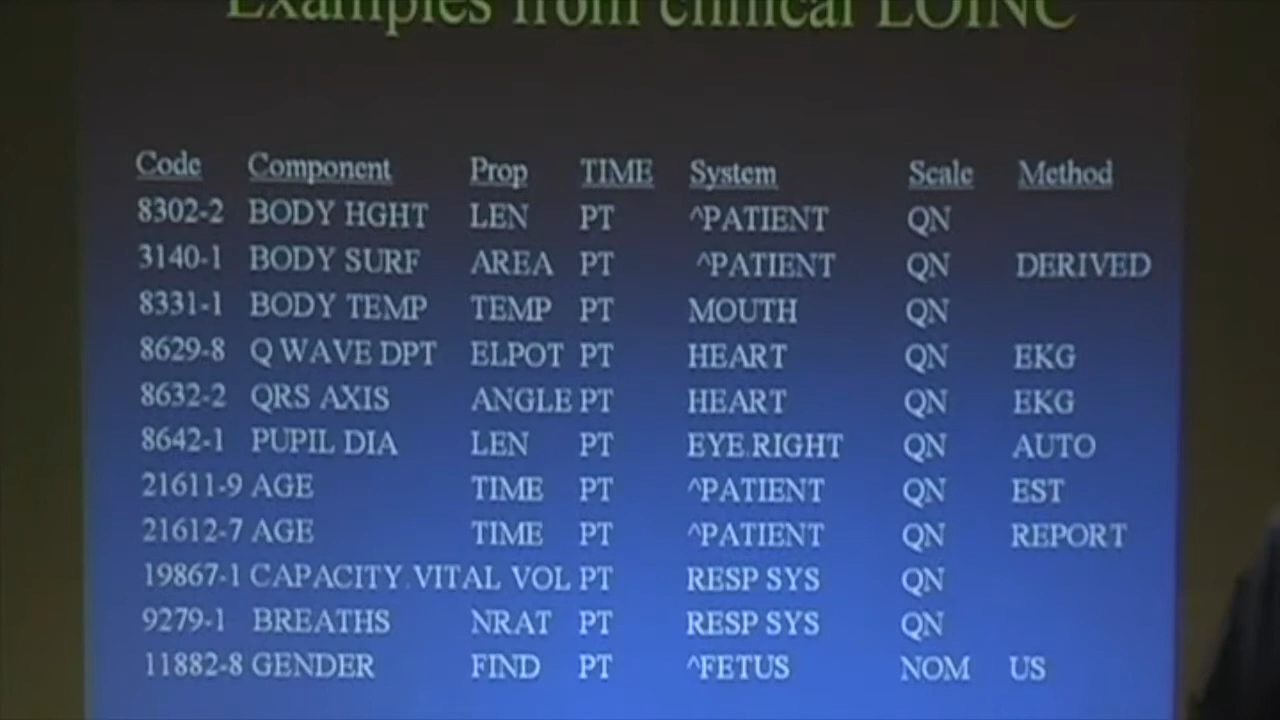 Examples from clinical LOINC
Code Component Prop TIME System Scale Method
8302-2 BODY HGHT LEN PT ^PATIENT QN
3140-1 BODY SURF AREA PT ^PATIENT QN DERIVED
8331-1 BODY TEMP TEMP PT MOUTH QN
8629-8 Q WAVE DPT ELPOT PT HEART QN EKG
8632-2 QRS AXIS ANGLE PT HEART QN EKG
8642-1 PUPIL DIA LEN PT EYE.RIGHT QN AUTO
21611-9 AGE TIME PT ^PATIENT QN EST
21612-7 AGE TIME PT ^PATIENT QN REPORT
19867-1 CAPACITY.VITAL VOL PT RESP SYS QN
9279-1 BREATHS NRAT PT RESP SYS QN
11882-8 GENDER FIND PT ^FETUS NOM US